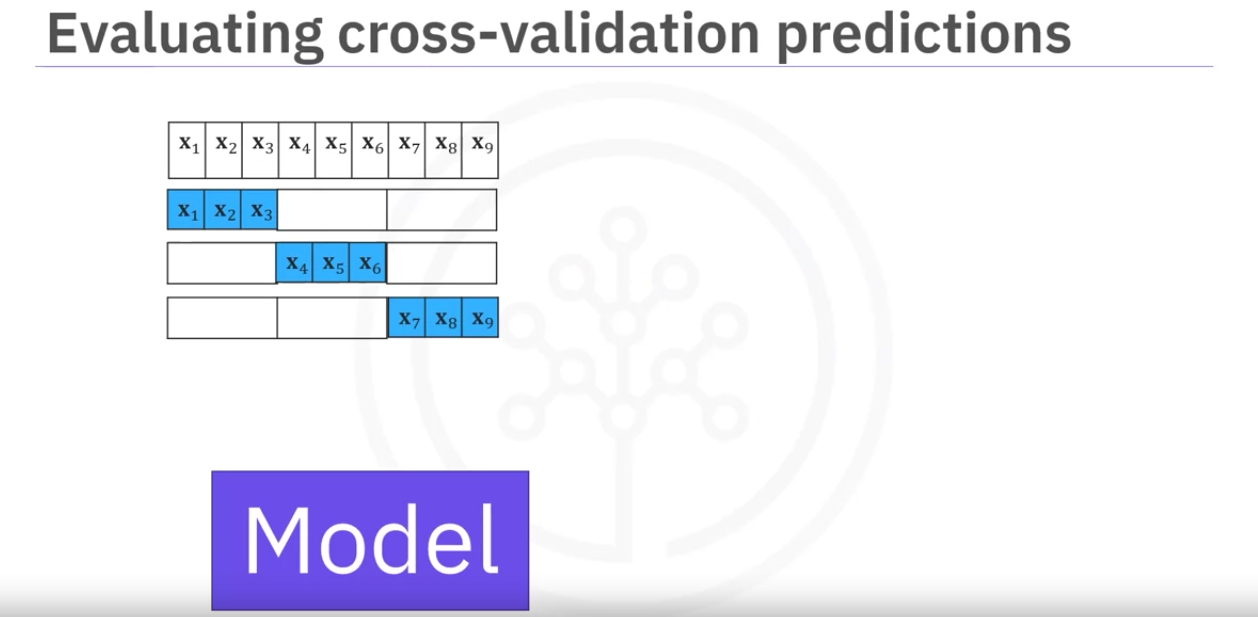 Evaluating cross-validation predictions
x₁ x₂ x₃ x₄ x₅ x₆ x₇ x₈ x₉
x₁ x₂ x₃
x₄ x₅ x₆
x₇ x₈ x₉
Model